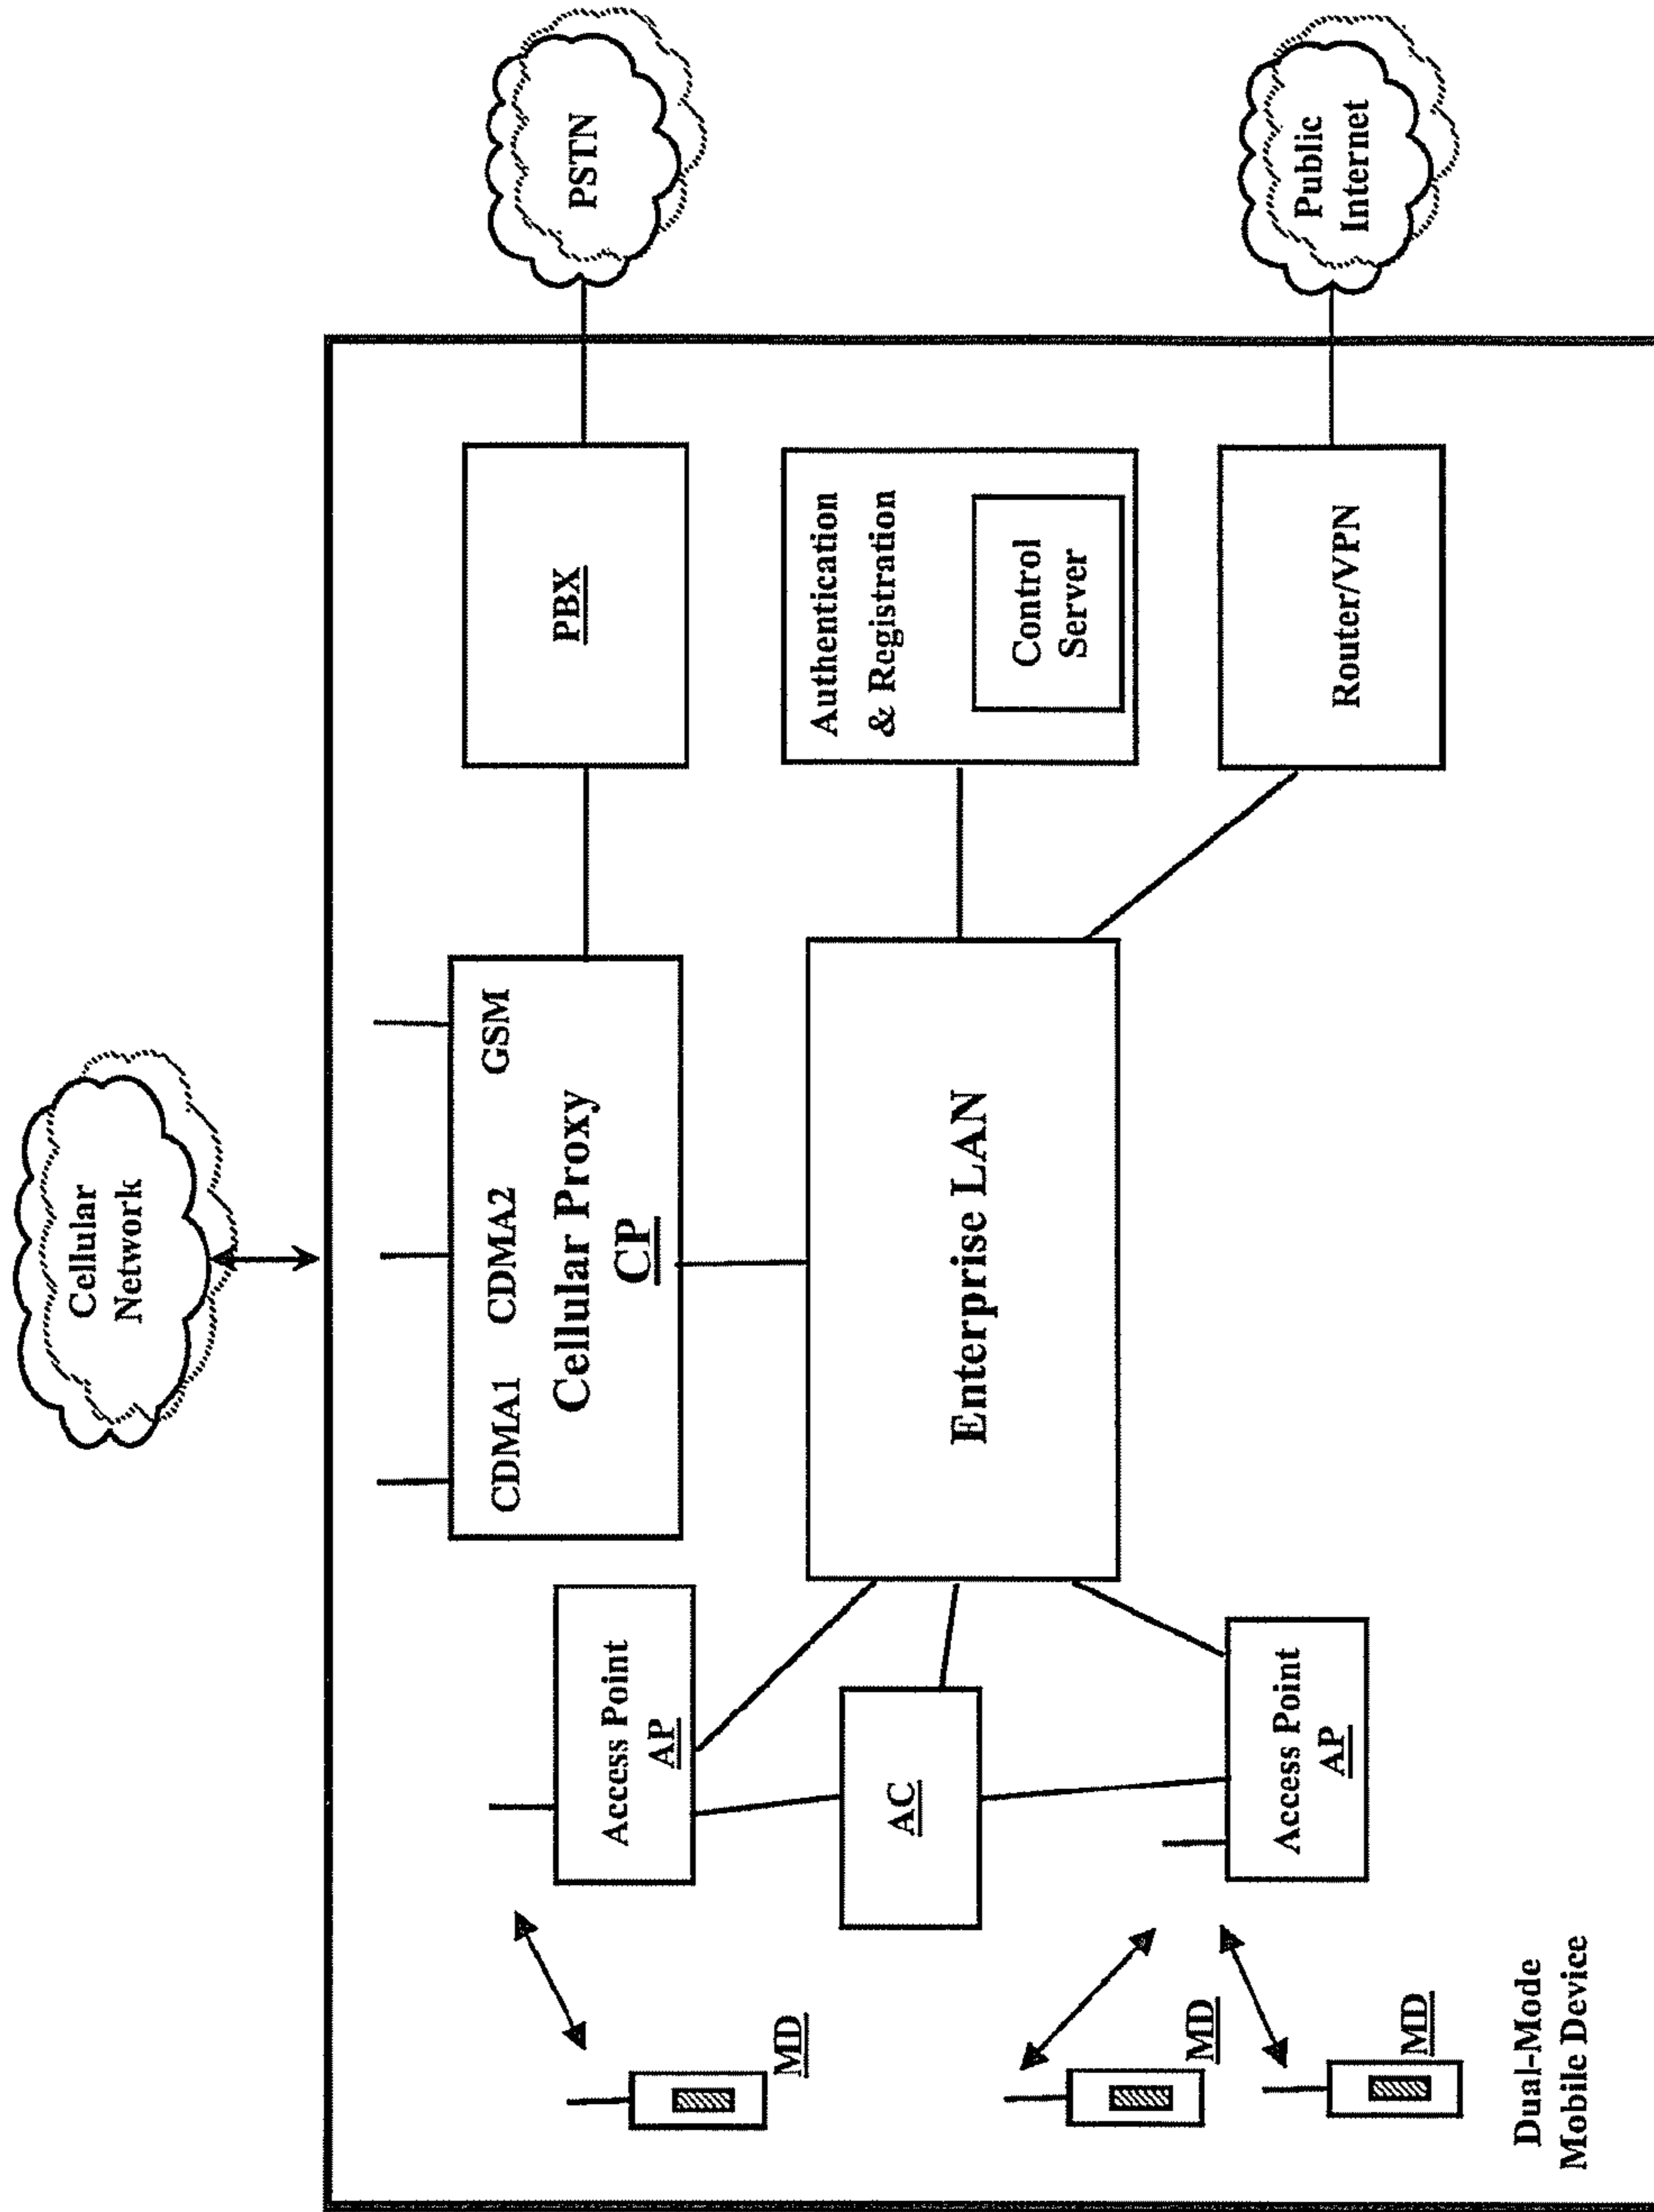 Cellular
Network
PSTN
Public
Internet
CDMA1 CDMA2 GSM
Cellular Proxy
CP
PBX
Access Point
AP
Enterprise LAN
Authentication
& Registration
Control
Server
AC
Access Point
AP
Router/VPN
MD
MD
MD
Dual-Mode
Mobile Device